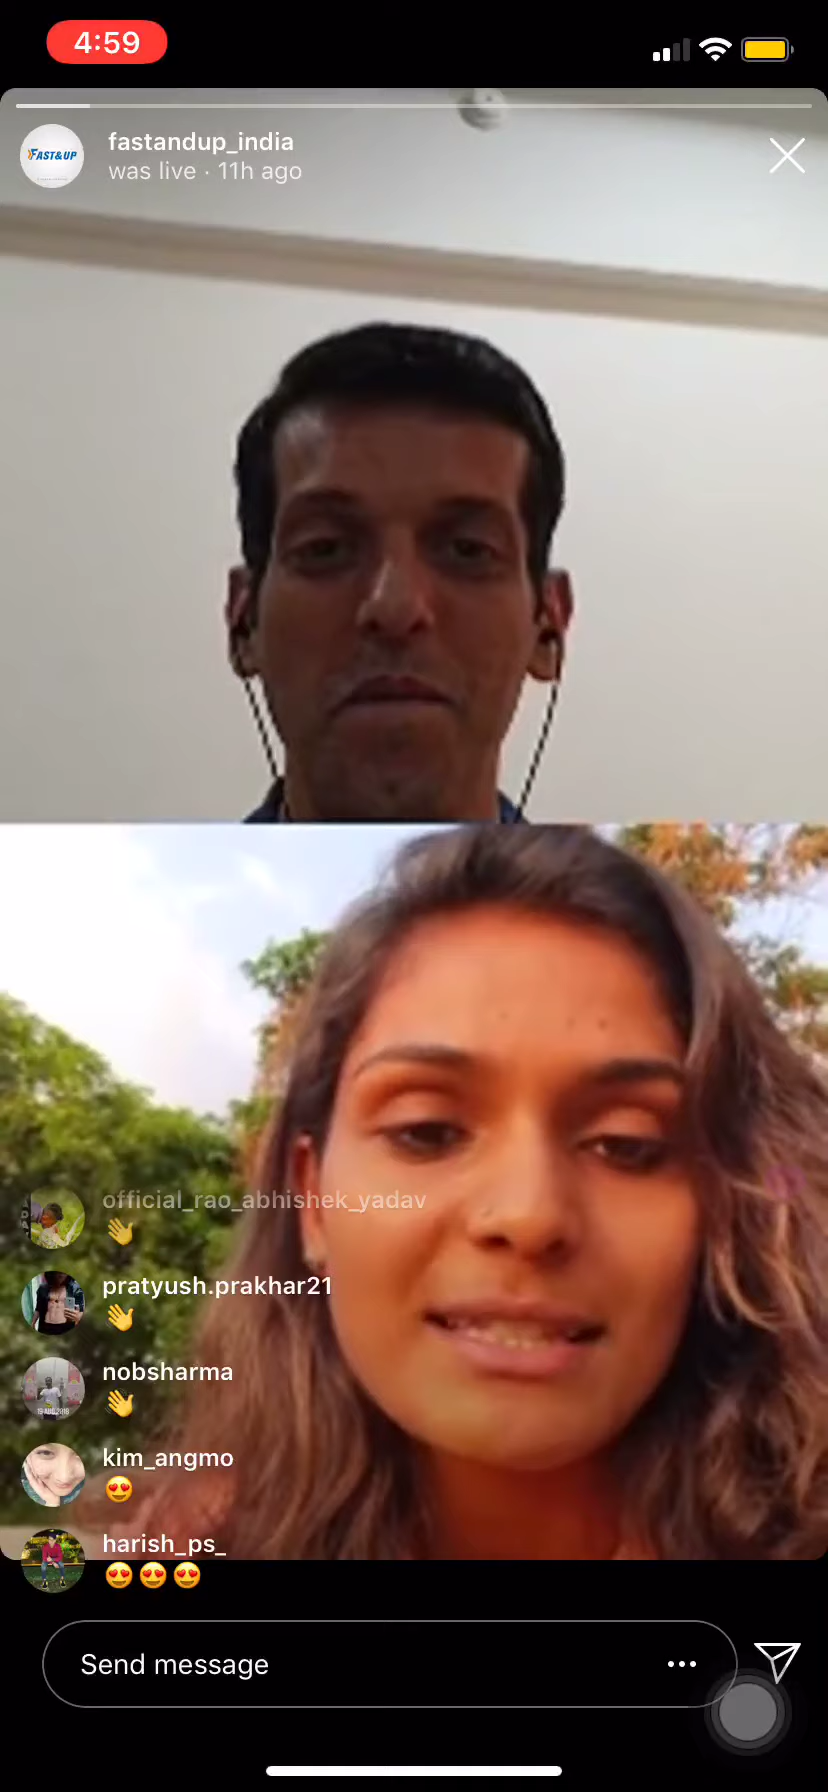 4:59
FAST&UP
fastandup_india
was live · 11h ago
official_rao_abhishek_yadav
👋
pratyush.prakhar21
👋
nobsharma
👋
kim_angmo
😍
harish_ps_
😍😍😍
Send message